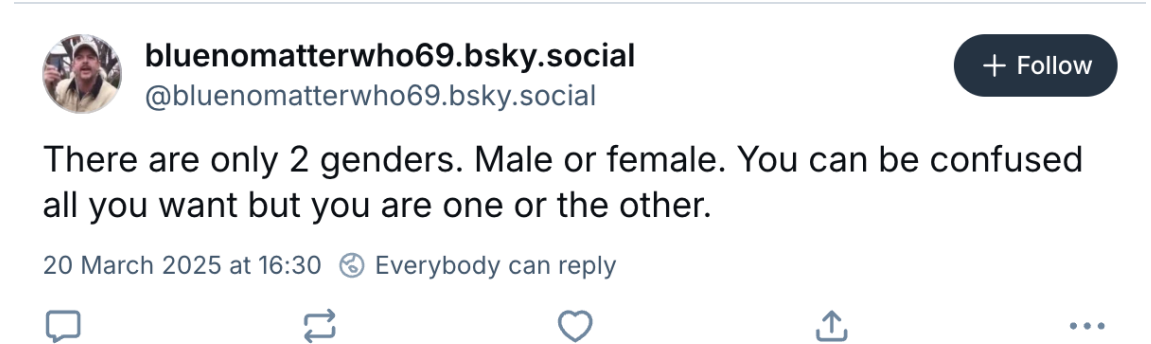 bluenomatterwho69.bsky.social
+ Follow
@bluenomatterwho69.bsky.social
There are only 2 genders. Male or female. You can be confused
all you want but you are one or the other.
20 March 2025 at 16:30 Everybody can reply